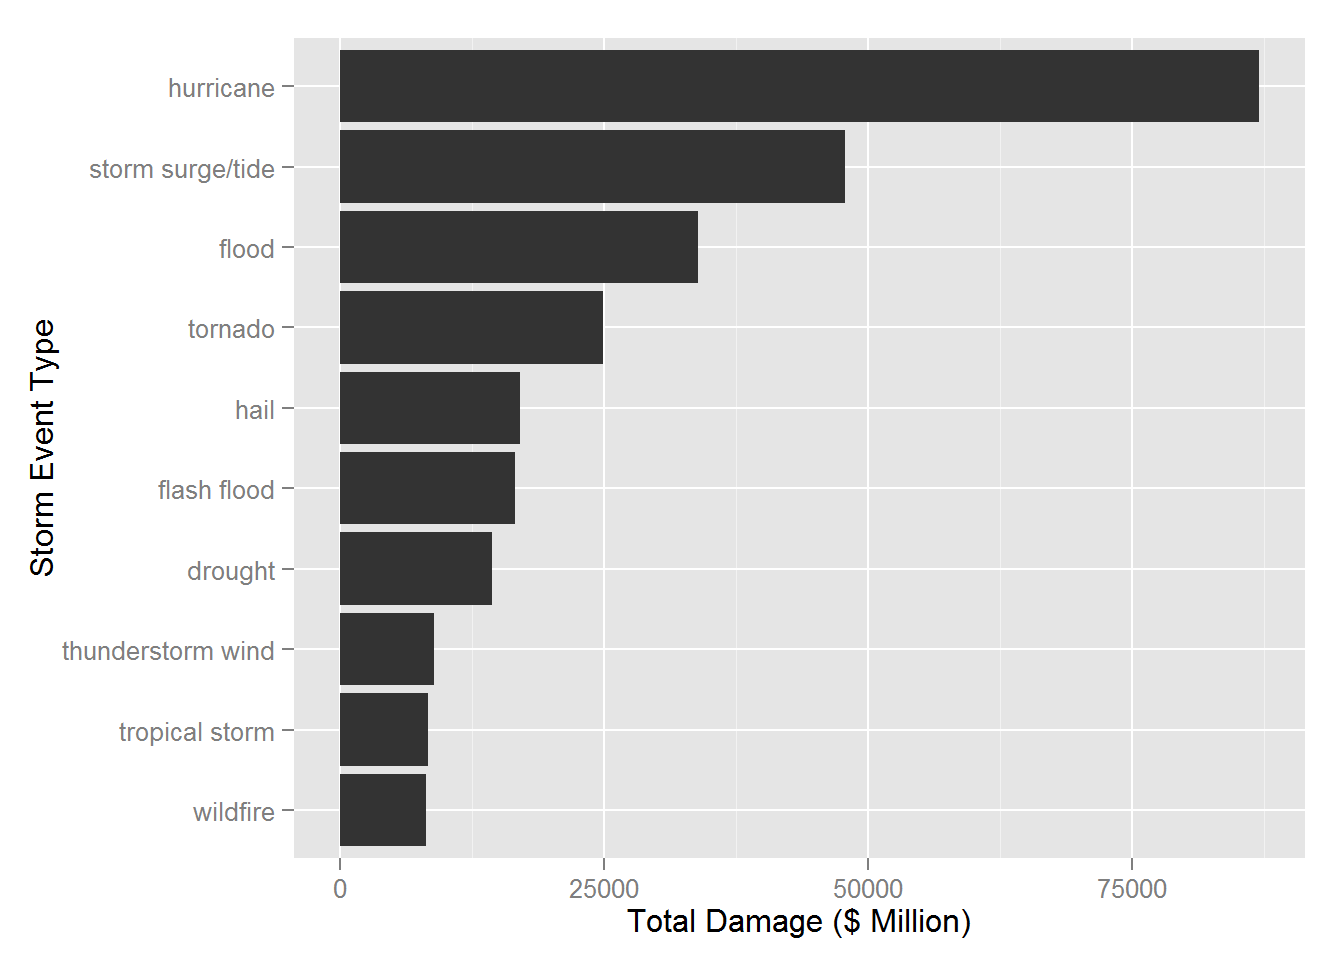 hurricane
storm surge/tide
flood
tornado
hail
flash flood
drought
thunderstorm wind
tropical storm
wildfire
Storm Event Type
0 25000 50000 75000
Total Damage ($ Million)